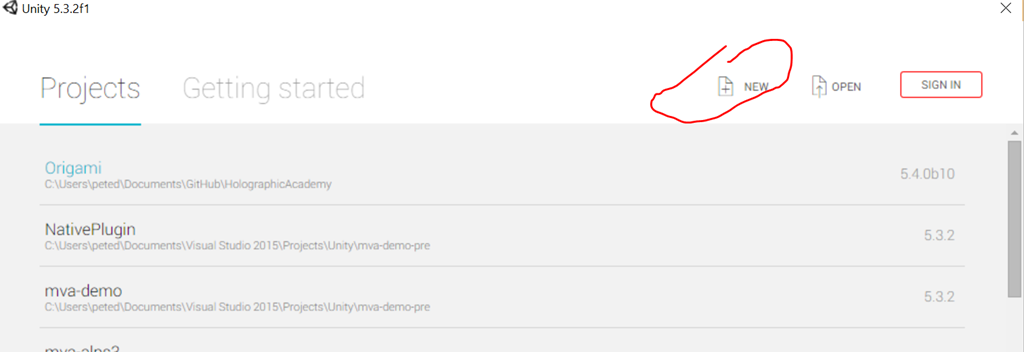 Unity 5.3.2f1
Projects Getting started NEW OPEN SIGN IN
Origami 5.4.0b10
C:\Users\peted\Documents\GitHub\HolographicAcademy
NativePlugin 5.3.2
C:\Users\peted\Documents\Visual Studio 2015\Projects\Unity\mva-demo-pre
mva-demo 5.3.2
C:\Users\peted\Documents\Visual Studio 2015\Projects\Unity\mva-demo-pre